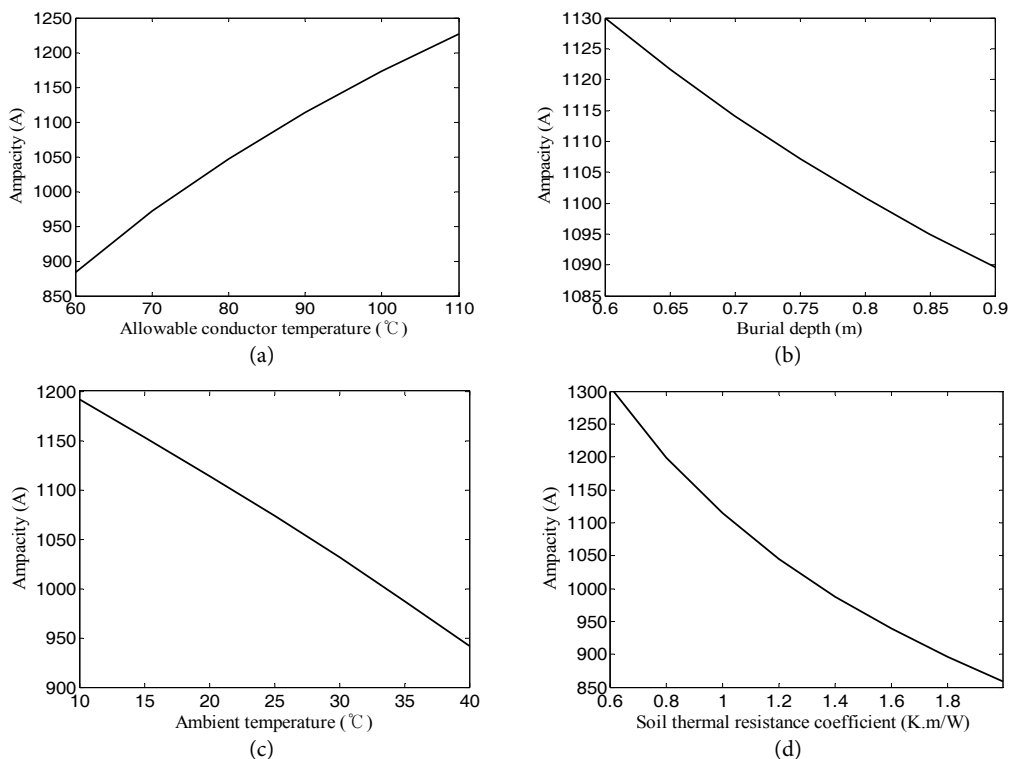 1250
1200
1150
1100
1050
1000
950
900
850
Ampacity (A)
60 70 80 90 100 110
Allowable conductor temperature (℃)
(a)
1130
1125
1120
1115
1110
1105
1100
1095
1090
1085
Ampacity (A)
0.6 0.65 0.7 0.75 0.8 0.85 0.9
Burial depth (m)
(b)
1200
1150
1100
1050
1000
950
900
Ampacity (A)
10 15 20 25 30 35 40
Ambient temperature (℃)
(c)
1300
1250
1200
1150
1100
1050
1000
950
900
850
Ampacity (A)
0.6 0.8 1 1.2 1.4 1.6 1.8
Soil thermal resistance coefficient (K.m/W)
(d)